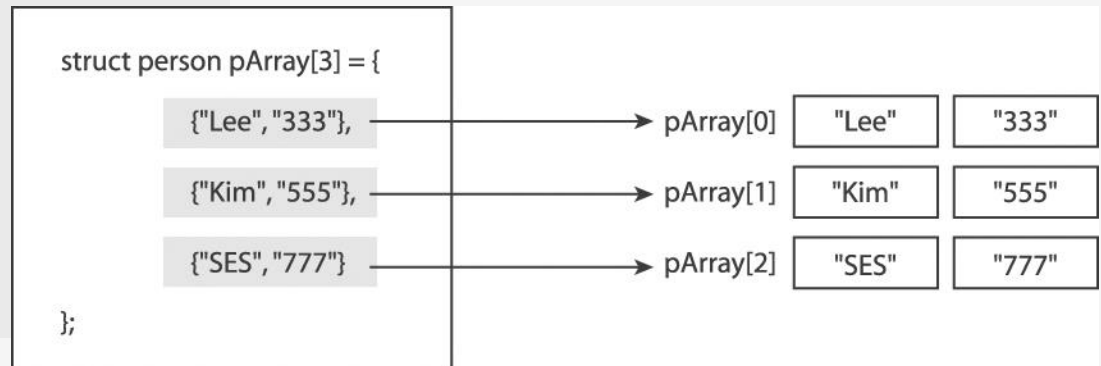 struct person pArray[3] = {
{"Lee", "333"}, pArray[0] "Lee" "333"
{"Kim", "555"}, pArray[1] "Kim" "555"
{"SES", "777"} pArray[2] "SES" "777"
};